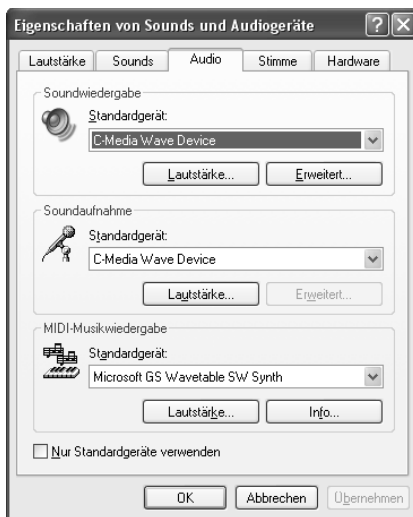 Eigenschaften von Sounds und Audiogeräte
Lautstärke Sounds Audio Stimme Hardware
Soundwiedergabe
Standardgerät:
C-Media Wave Device
Lautstärke... Erweitert...
Soundaufnahme
Standardgerät:
C-Media Wave Device
Lautstärke... Erweitert...
MIDI-Musikwiedergabe
Standardgerät:
Microsoft GS Wavetable SW Synth
Lautstärke... Info...
Nur Standardgeräte verwenden
OK Abbrechen Übernehmen